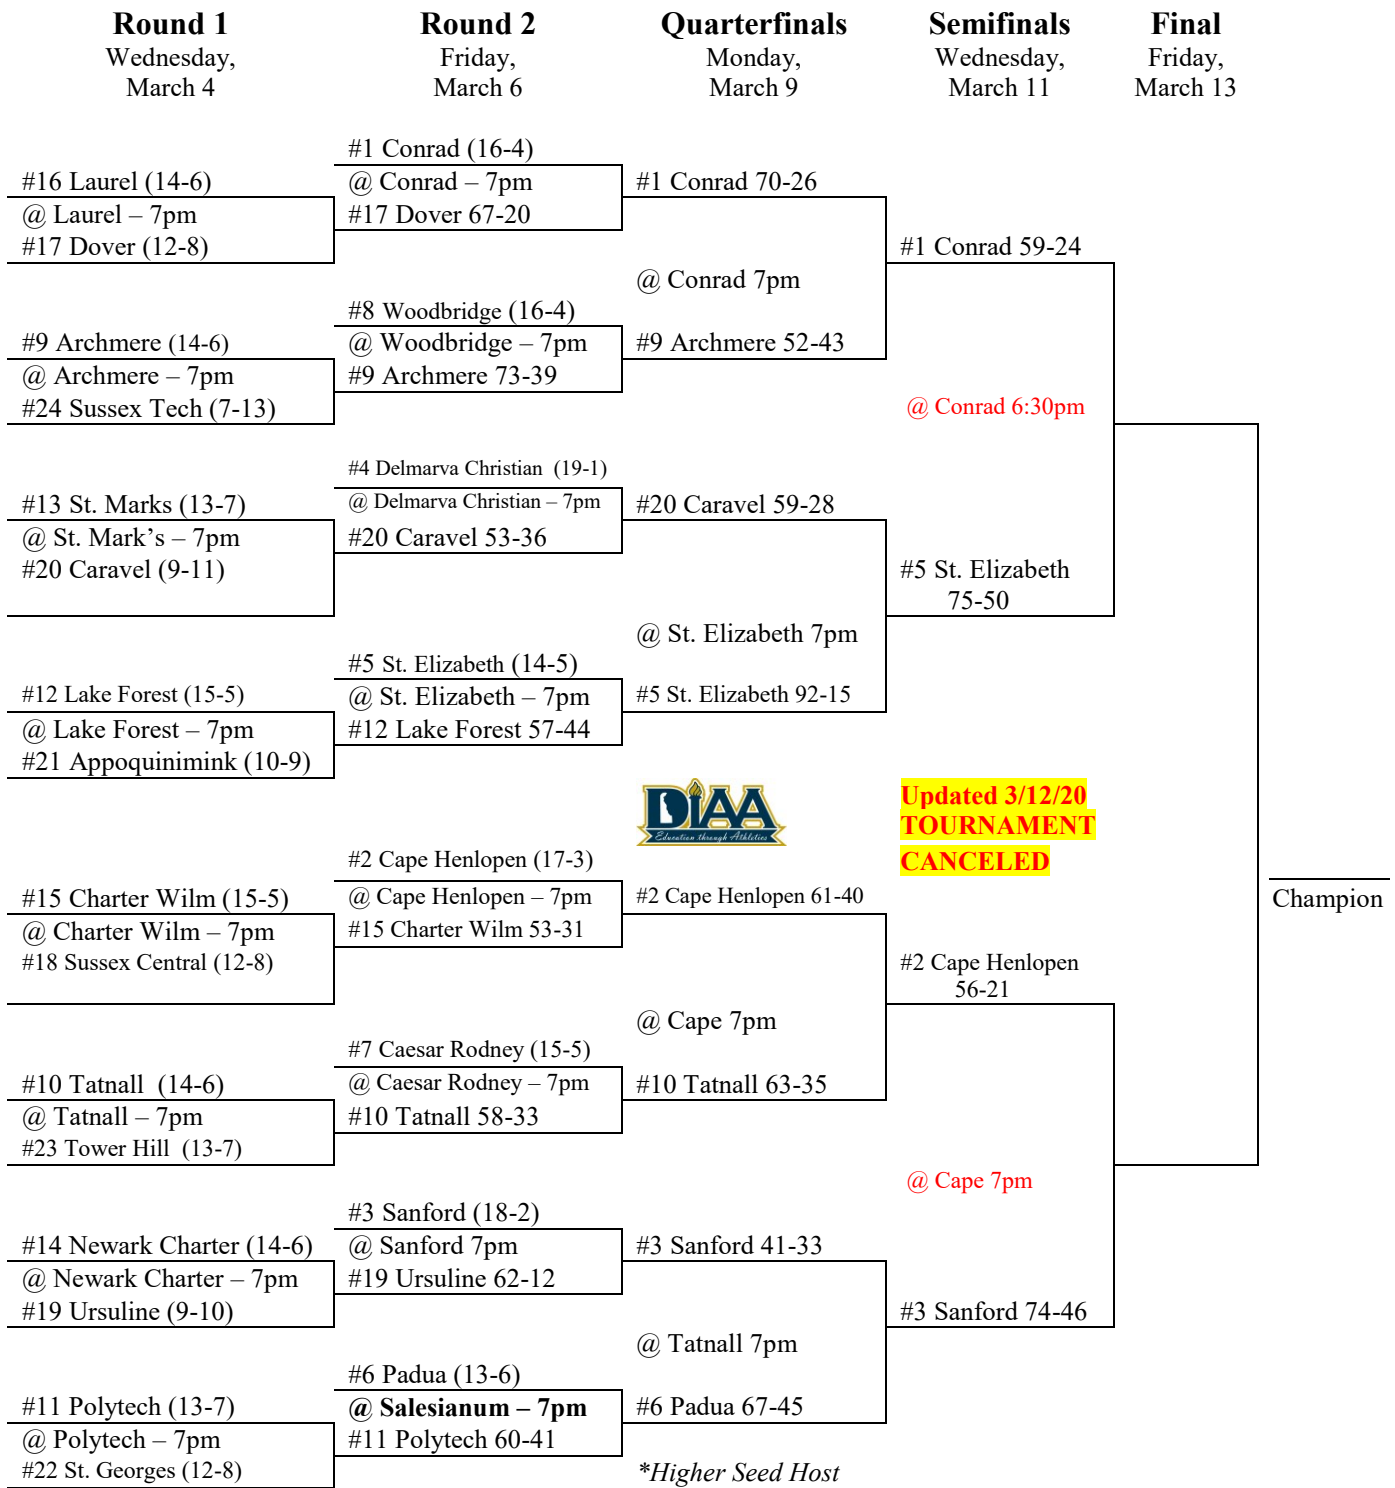 Round 1
Wednesday,
March 4
Round 2
Friday,
March 6
Quarterfinals
Monday,
March 9
Semifinals
Wednesday,
March 11
Final
Friday,
March 13
#16 Laurel (14-6)
@ Laurel – 7pm
#17 Dover (12-8)
#9 Archmere (14-6)
@ Archmere – 7pm
#24 Sussex Tech (7-13)
#13 St. Marks (13-7)
@ St. Mark’s – 7pm
#20 Caravel (9-11)
#12 Lake Forest (15-5)
@ Lake Forest – 7pm
#21 Appoquinimink (10-9)
#15 Charter Wilm (15-5)
@ Charter Wilm – 7pm
#18 Sussex Central (12-8)
#10 Tatnall (14-6)
@ Tatnall – 7pm
#23 Tower Hill (13-7)
#14 Newark Charter (14-6)
@ Newark Charter – 7pm
#19 Ursuline (9-10)
#11 Polytech (13-7)
@ Polytech – 7pm
#22 St. Georges (12-8)
#1 Conrad (16-4)
@ Conrad – 7pm
#17 Dover 67-20
#8 Woodbridge (16-4)
@ Woodbridge – 7pm
#9 Archmere 73-39
#4 Delmarva Christian (19-1)
@ Delmarva Christian – 7pm
#20 Caravel 53-36
#5 St. Elizabeth (14-5)
@ St. Elizabeth – 7pm
#12 Lake Forest 57-44
#2 Cape Henlopen (17-3)
@ Cape Henlopen – 7pm
#15 Charter Wilm 53-31
#7 Caesar Rodney (15-5)
@ Caesar Rodney – 7pm
#10 Tatnall 58-33
#3 Sanford (18-2)
@ Sanford 7pm
#19 Ursuline 62-12
#6 Padua (13-6)
@ Salesianum – 7pm
#11 Polytech 60-41
#1 Conrad 70-26
@ Conrad 7pm
#9 Archmere 52-43
#20 Caravel 59-28
@ St. Elizabeth 7pm
#5 St. Elizabeth 92-15
DIAA
Education through Athletics
#2 Cape Henlopen 61-40
@ Cape 7pm
#10 Tatnall 63-35
#3 Sanford 41-33
@ Tatnall 7pm
#6 Padua 67-45
*Higher Seed Host
#1 Conrad 59-24
@ Conrad 6:30pm
#5 St. Elizabeth
75-50
Updated 3/12/20
TOURNAMENT
CANCELED
#2 Cape Henlopen
56-21
@ Cape 7pm
#3 Sanford 74-46
Champion